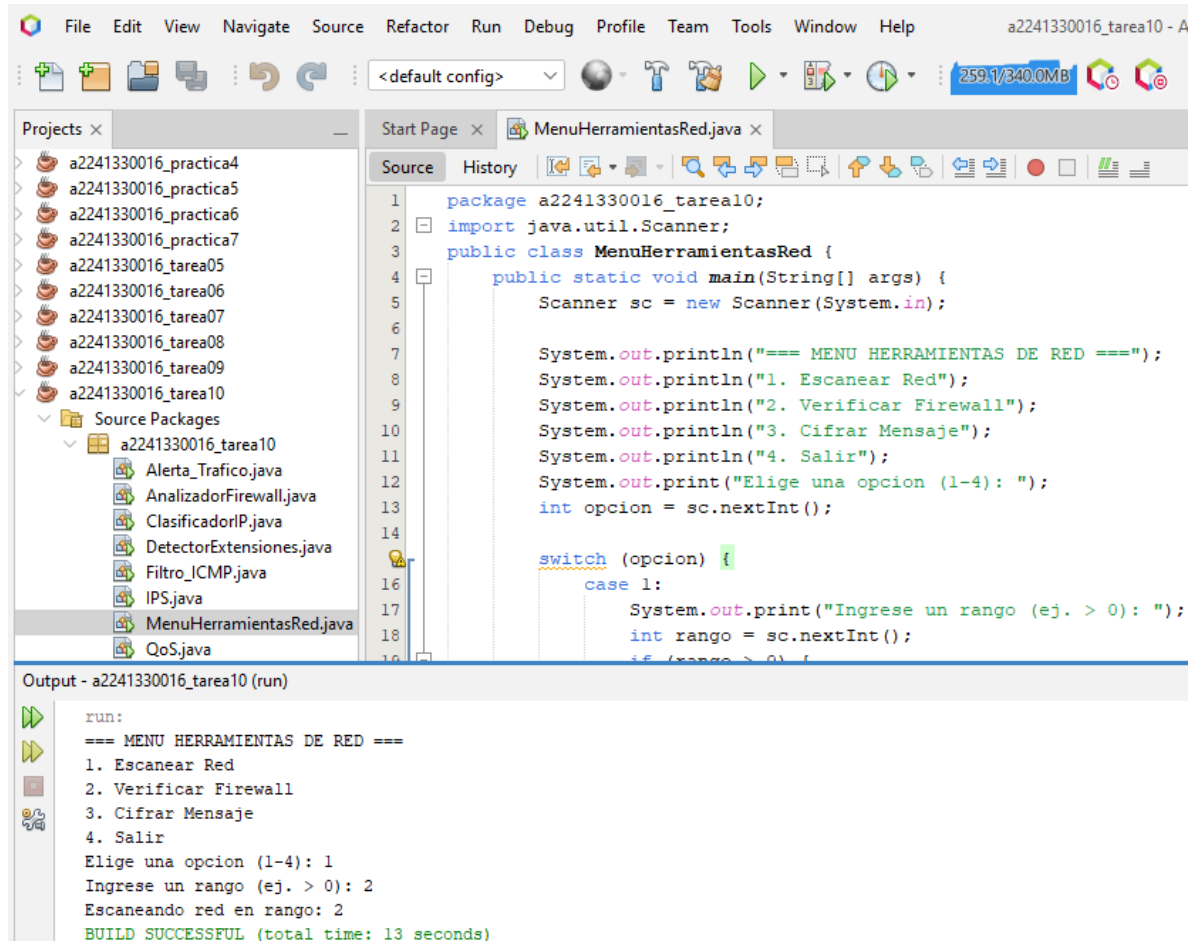 File Edit View Navigate Source Refactor Run Debug Profile Team Tools Window Help a2241330016_tarea10 - A
<default config> 259.1/340.0MB
Projects
Start Page MenuHerramientasRed.java
Source History
a2241330016_practica4
a2241330016_practica5
a2241330016_practica6
a2241330016_practica7
a2241330016_tarea05
a2241330016_tarea06
a2241330016_tarea07
a2241330016_tarea08
a2241330016_tarea09
a2241330016_tarea10
Source Packages
a2241330016_tarea10
Alerta_Trafico.java
AnalizadorFirewall.java
ClasificadorIP.java
DetectorExtensiones.java
Filtro_ICMP.java
IPS.java
MenuHerramientasRed.java
QoS.java
1 package a2241330016_tarea10;
2 import java.util.Scanner;
3 public class MenuHerramientasRed {
4 public static void main(String[] args) {
5 Scanner sc = new Scanner(System.in);
6
7 System.out.println("=== MENU HERRAMIENTAS DE RED ===");
8 System.out.println("1. Escanear Red");
9 System.out.println("2. Verificar Firewall");
10 System.out.println("3. Cifrar Mensaje");
11 System.out.println("4. Salir");
12 System.out.print("Elige una opcion (1-4): ");
13 int opcion = sc.nextInt();
14
switch (opcion) {
16 case 1:
17 System.out.print("Ingrese un rango (ej. > 0): ");
18 int rango = sc.nextInt();
19 if (rango > 0) {
Output - a2241330016_tarea10 (run)
run:
=== MENU HERRAMIENTAS DE RED ===
1. Escanear Red
2. Verificar Firewall
3. Cifrar Mensaje
4. Salir
Elige una opcion (1-4): 1
Ingrese un rango (ej. > 0): 2
Escaneando red en rango: 2
BUILD SUCCESSFUL (total time: 13 seconds)